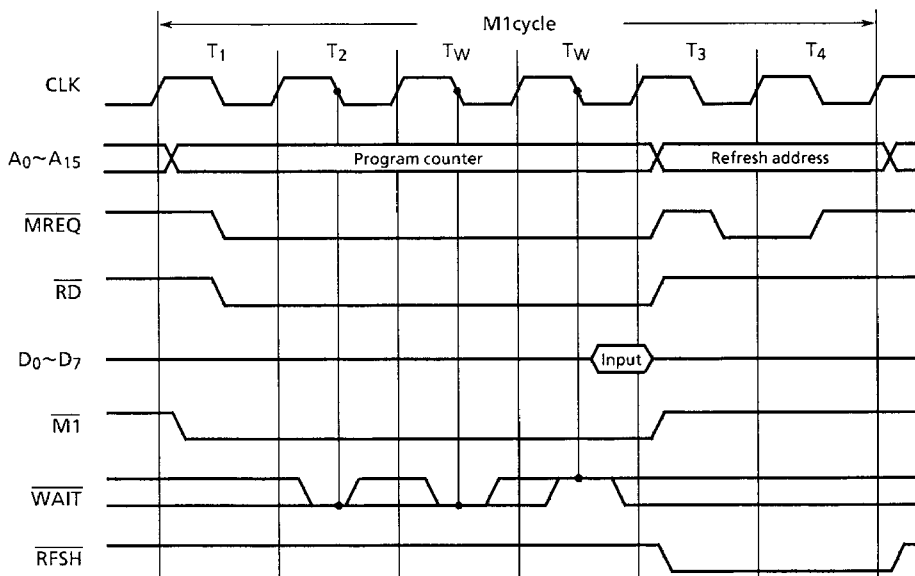 M1cycle
T1 T2 TW TW T3 T4
CLK
A0~A15 Program counter Refresh address
MREQ
RD
D0~D7 Input
M1
WAIT
RFSH